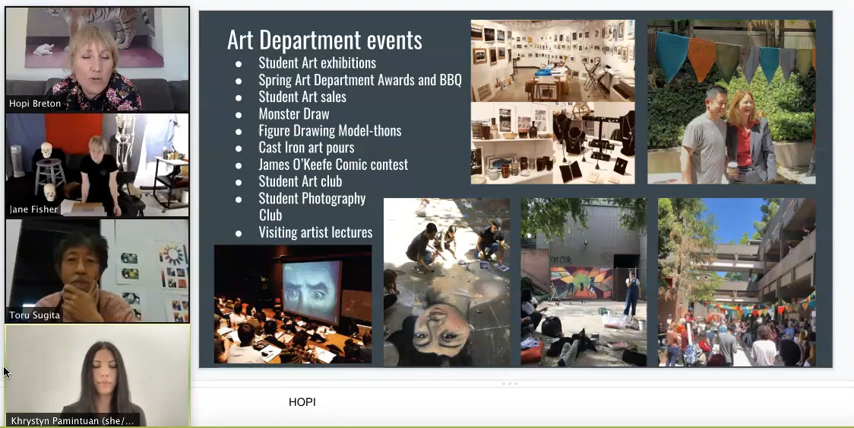 Art Department events
Student Art exhibitions
Spring Art Department Awards and BBQ
Student Art sales
Monster Draw
Figure Drawing Model-thons
Cast Iron art pours
James O'Keefe Comic contest
Student Art club
Student Photography
Club
Visiting artist lectures
Hopi Breton
Jane Fisher
Toru Sugita
Khrystyn Pamintuan (she/...
HOPI